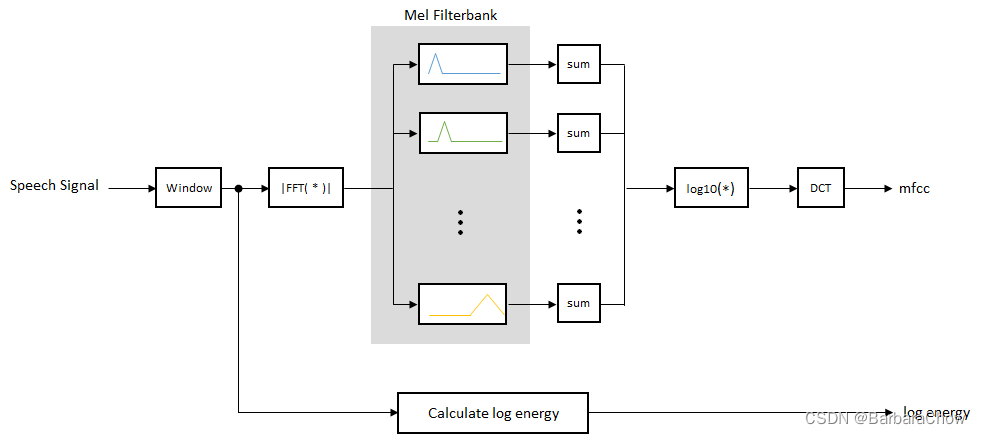 Mel Filterbank
sum
sum
Speech Signal
Window
|FFT( * )|
log10(*)
DCT
mfcc
sum
Calculate log energy
log energy
CSDN @BarbaraChow